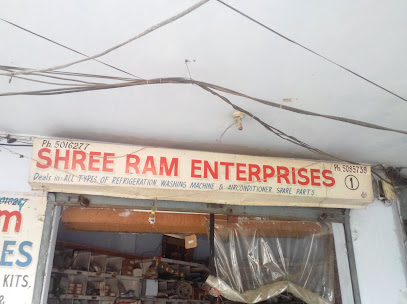 Ph. 5016277
Ph. 5085738
SHREE RAM ENTERPRISES
1
Deals in:-ALL TYPES OF REFRIGERATION, WASHING MACHINE & AIRCONDITIONER SPARE PARTS
m
ES
KITS,
&